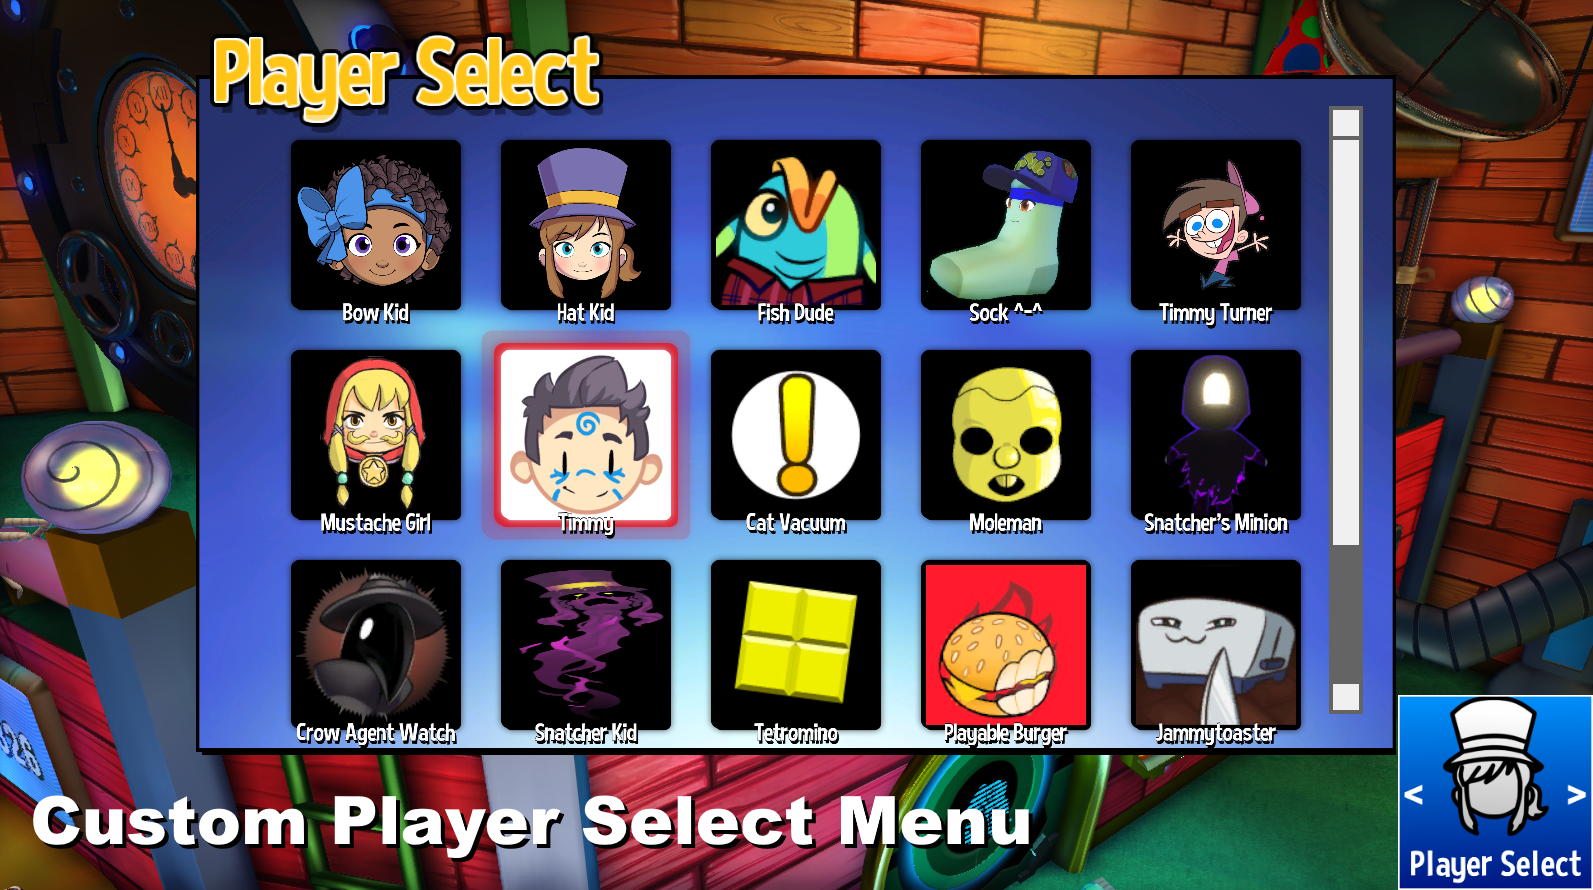 Player Select
Bow Kid
Hat Kid
Fish Dude
Sock ^-^
Timmy Turner
Mustache Girl
Timmy
Cat Vacuum
Moleman
Snatcher's Minion
Crow Agent Watch
Snatcher Kid
Tetromino
Playable Burger
Jammytoaster
Custom Player Select Menu
< >
Player Select